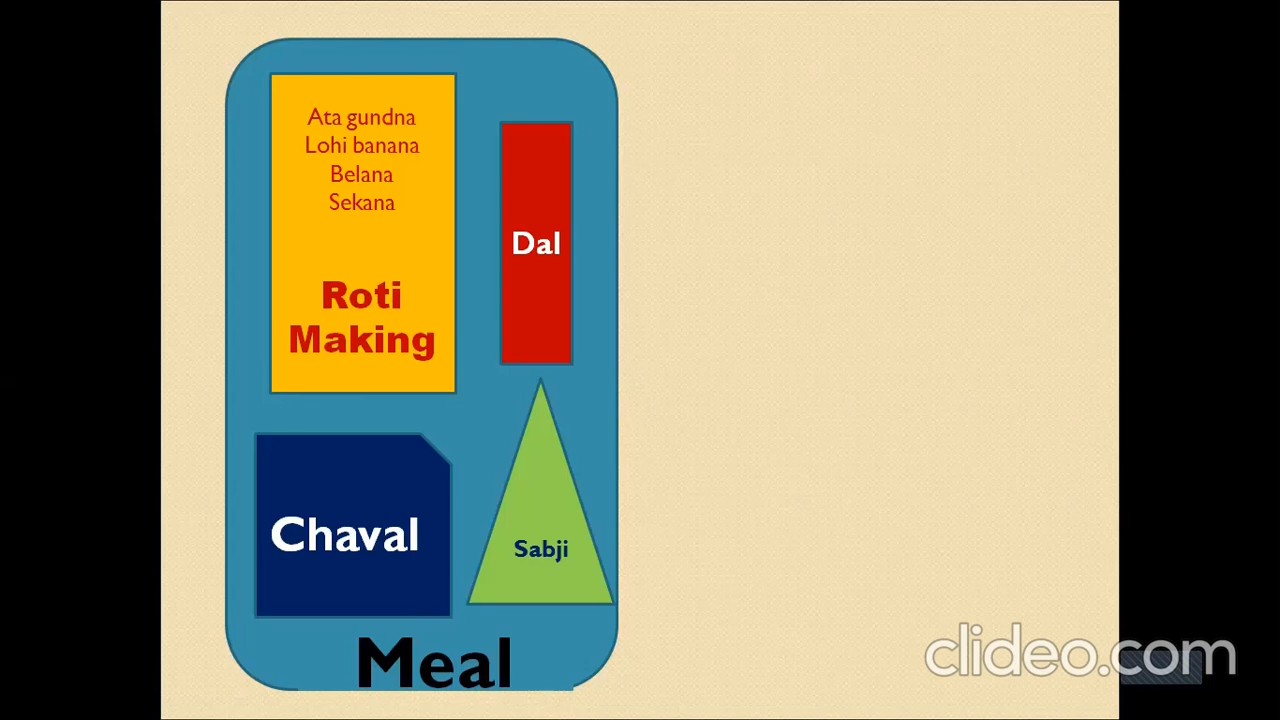 Ata gundna
Lohi banana
Belana
Sekana
Roti
Making
Dal
Chaval
Sabji
Meal
clideo.com